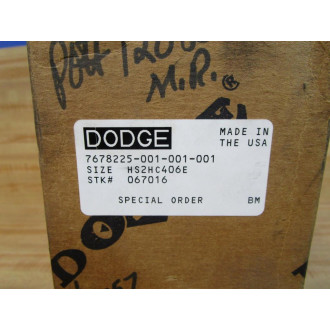 M.R.
DODGE
MADE IN
THE USA
7678225-001-001-001
SIZE HS2HC406E
STK# 067016
SPECIAL ORDER BM